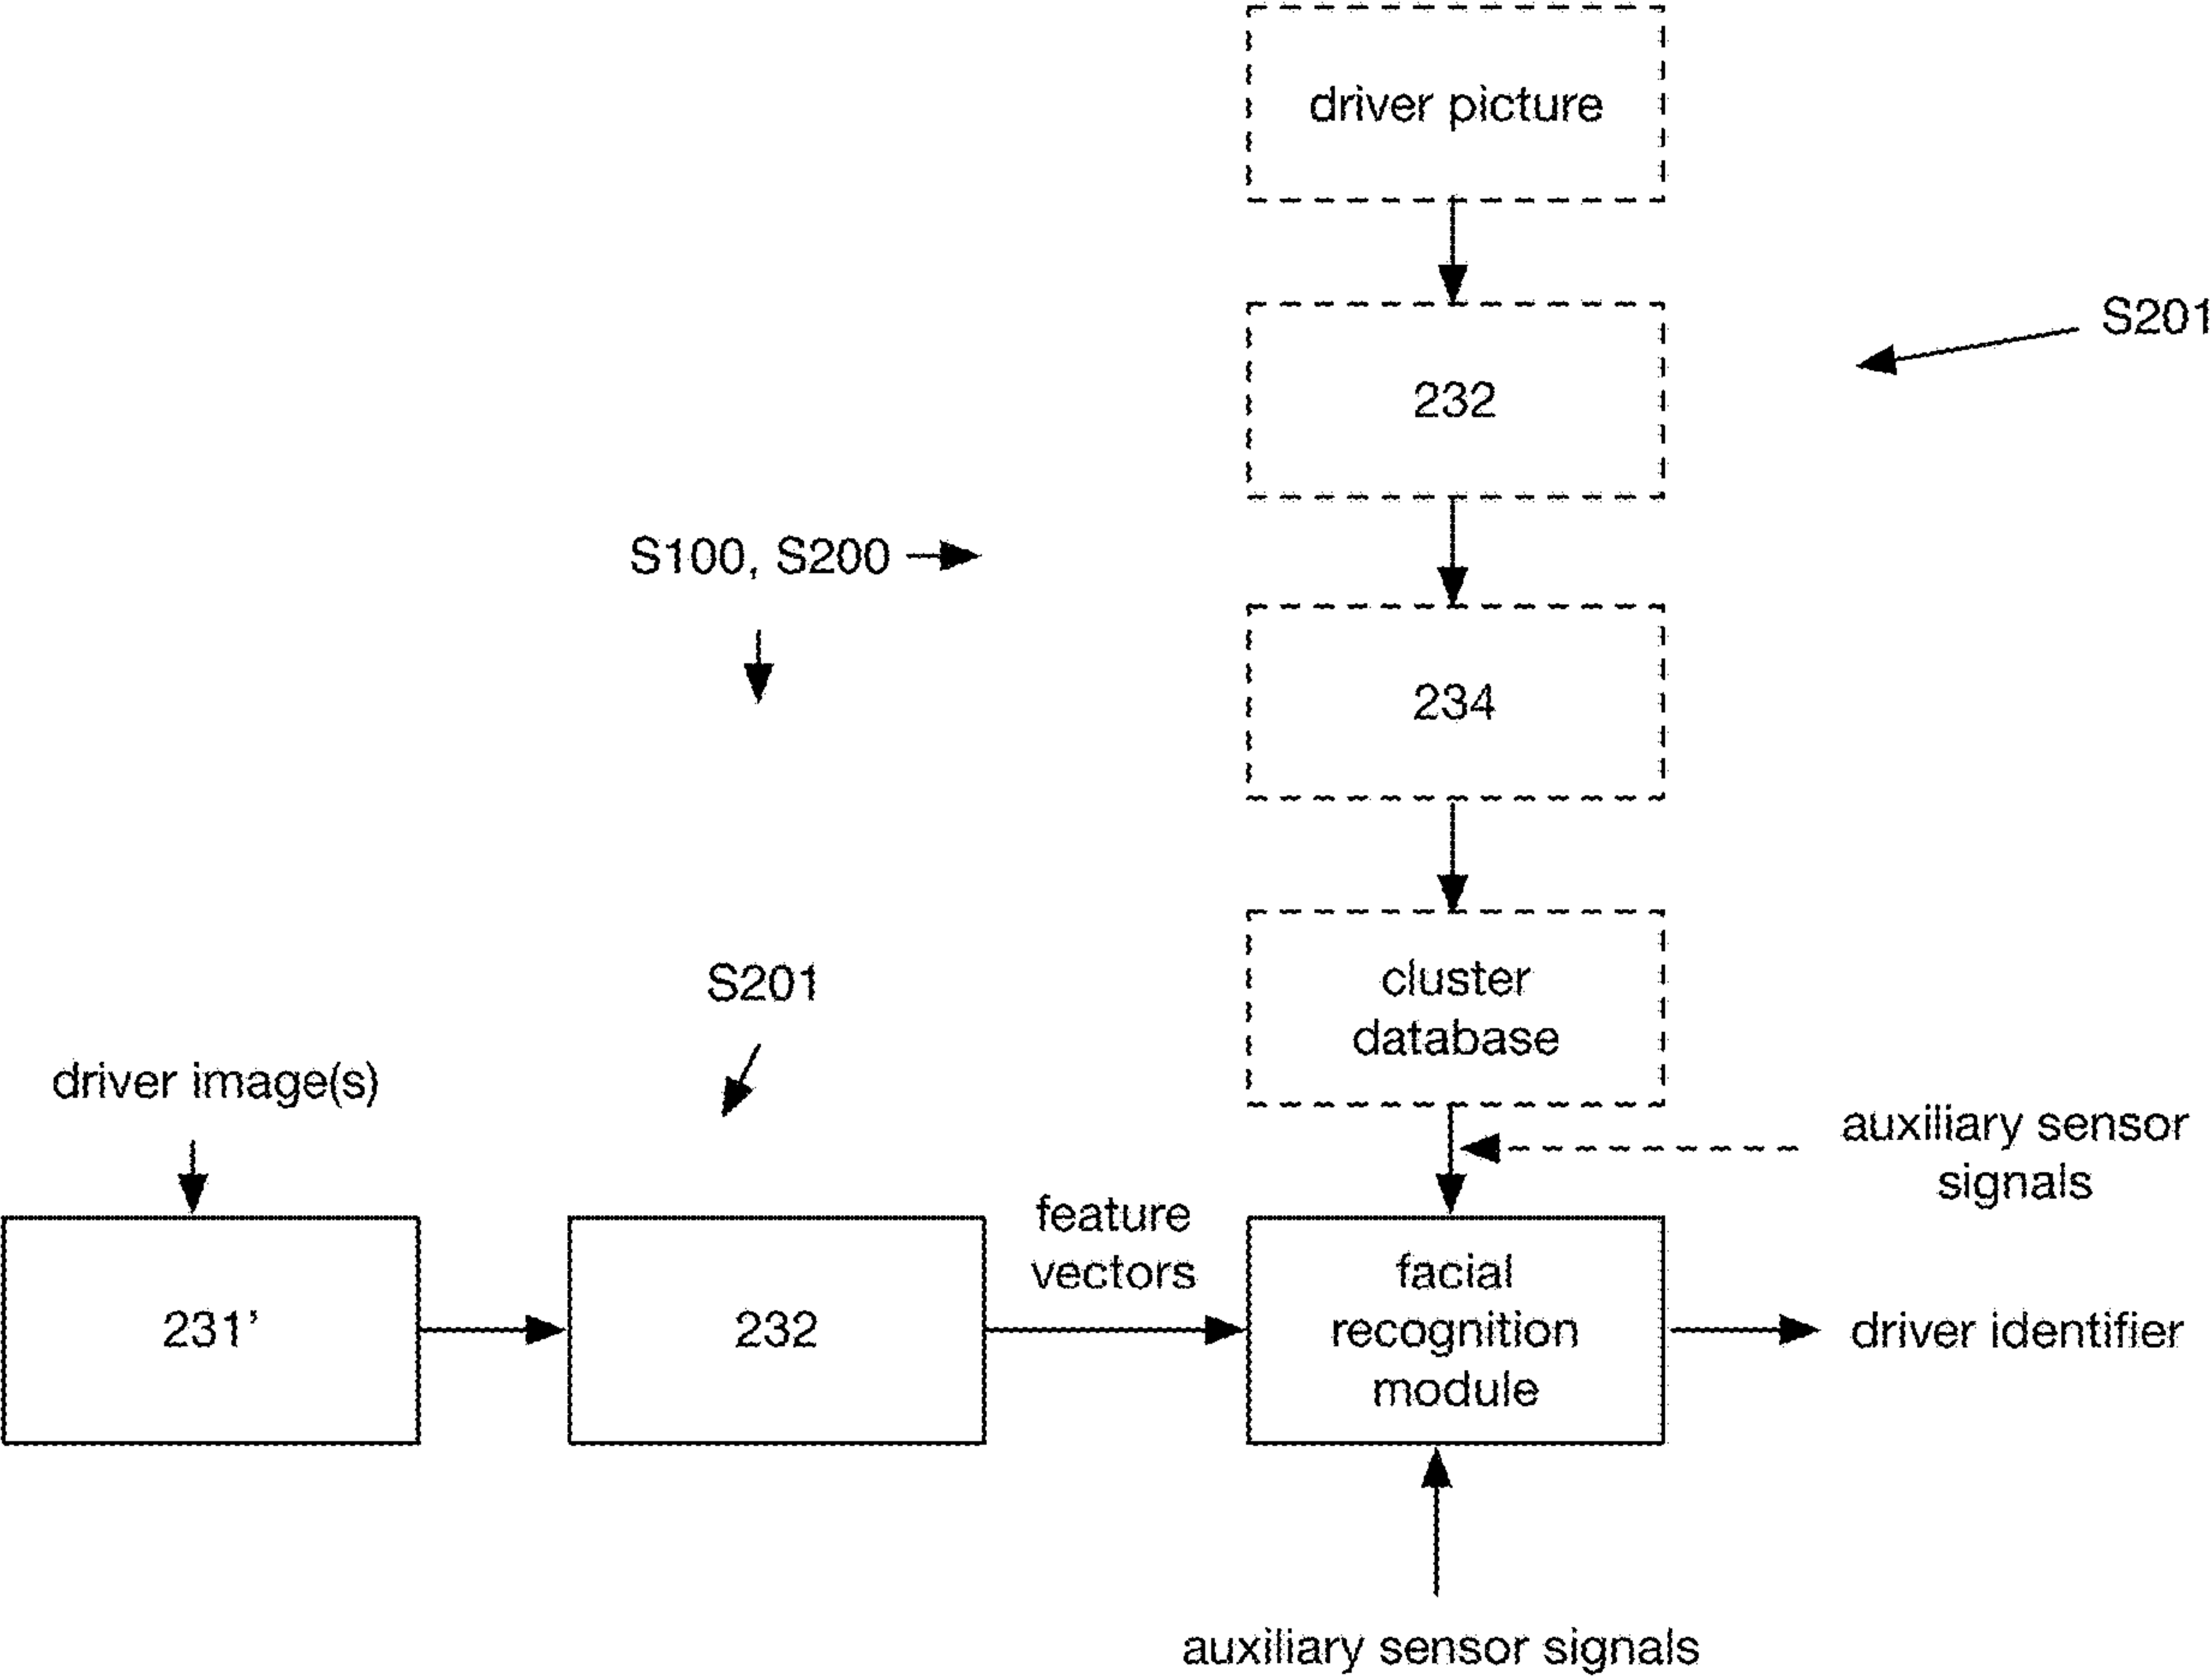 driver picture
S201
232
S100, S200
234
S201
cluster
database
driver image(s)
auxiliary sensor
signals
feature
vectors
231’
232
facial
recognition
module
driver identifier
auxiliary sensor signals